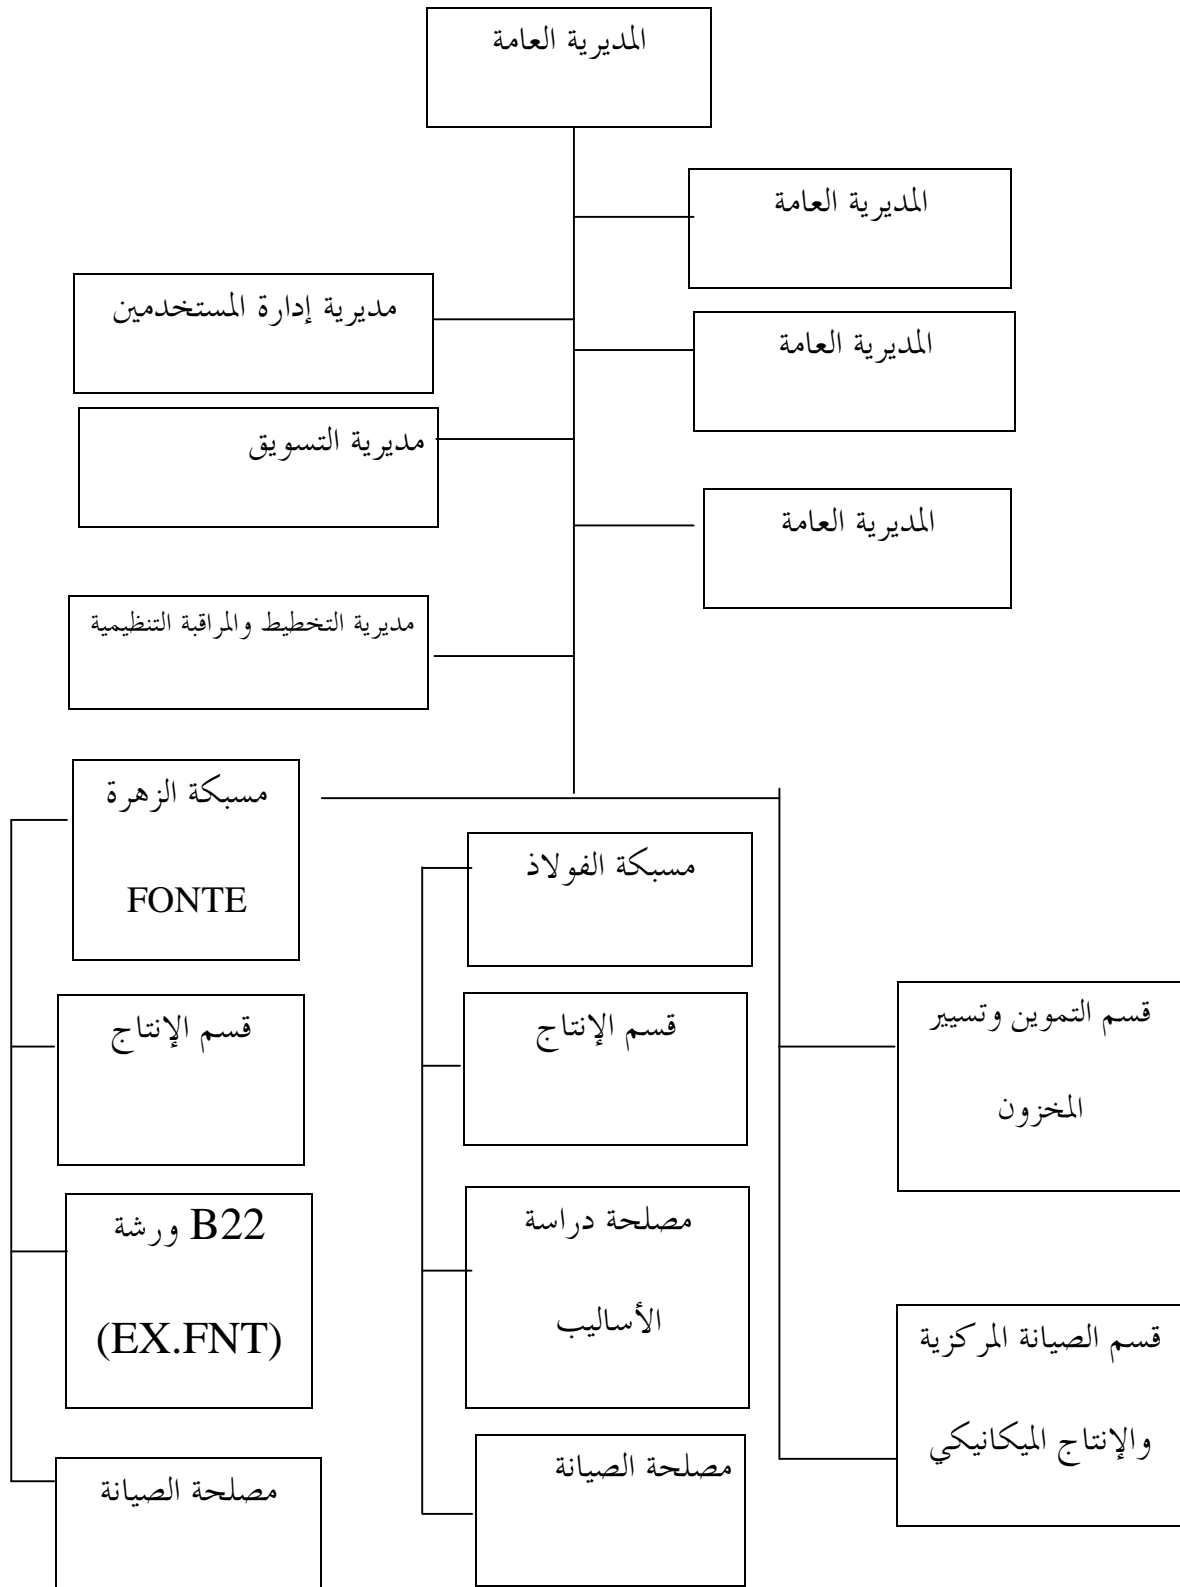 المديرية العامة
المديرية العامة
مديرية إدارة المستخدمين
المديرية العامة
مديرية التسويق
المديرية العامة
مديرية التخطيط والمراقبة التنظيمية
مسبكة الزهرة
FONTE
مسبكة الفولاذ
قسم التموين وتسيير
المخزون
قسم الإنتاج
قسم الإنتاج
ورشة B22
(EX.FNT)
مصلحة دراسة
الأساليب
قسم الصيانة المركزية
والإنتاج الميكانيكي
مصلحة الصيانة
مصلحة الصيانة